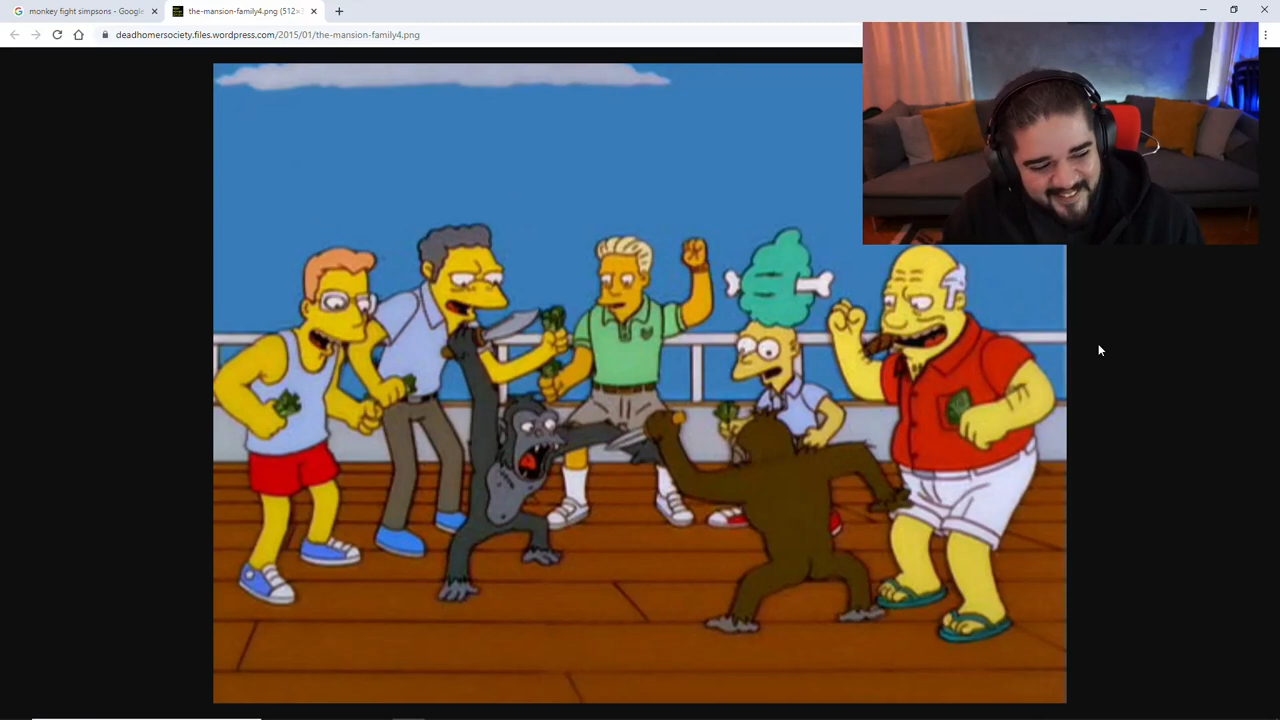 monkey fight simpsons - Google
the-mansion-family4.png (512×3
deadhomersociety.files.wordpress.com/2015/01/the-mansion-family4.png